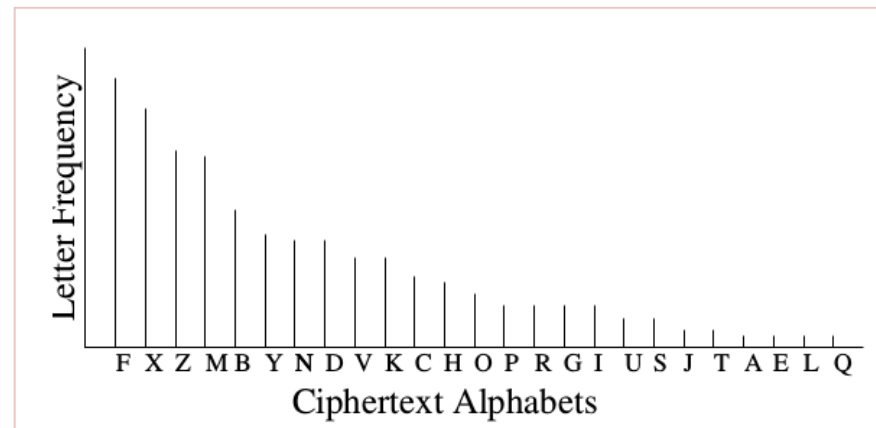 Letter Frequency
F X Z M B Y N D V K C H O P R G I U S J T A E L Q
Ciphertext Alphabets